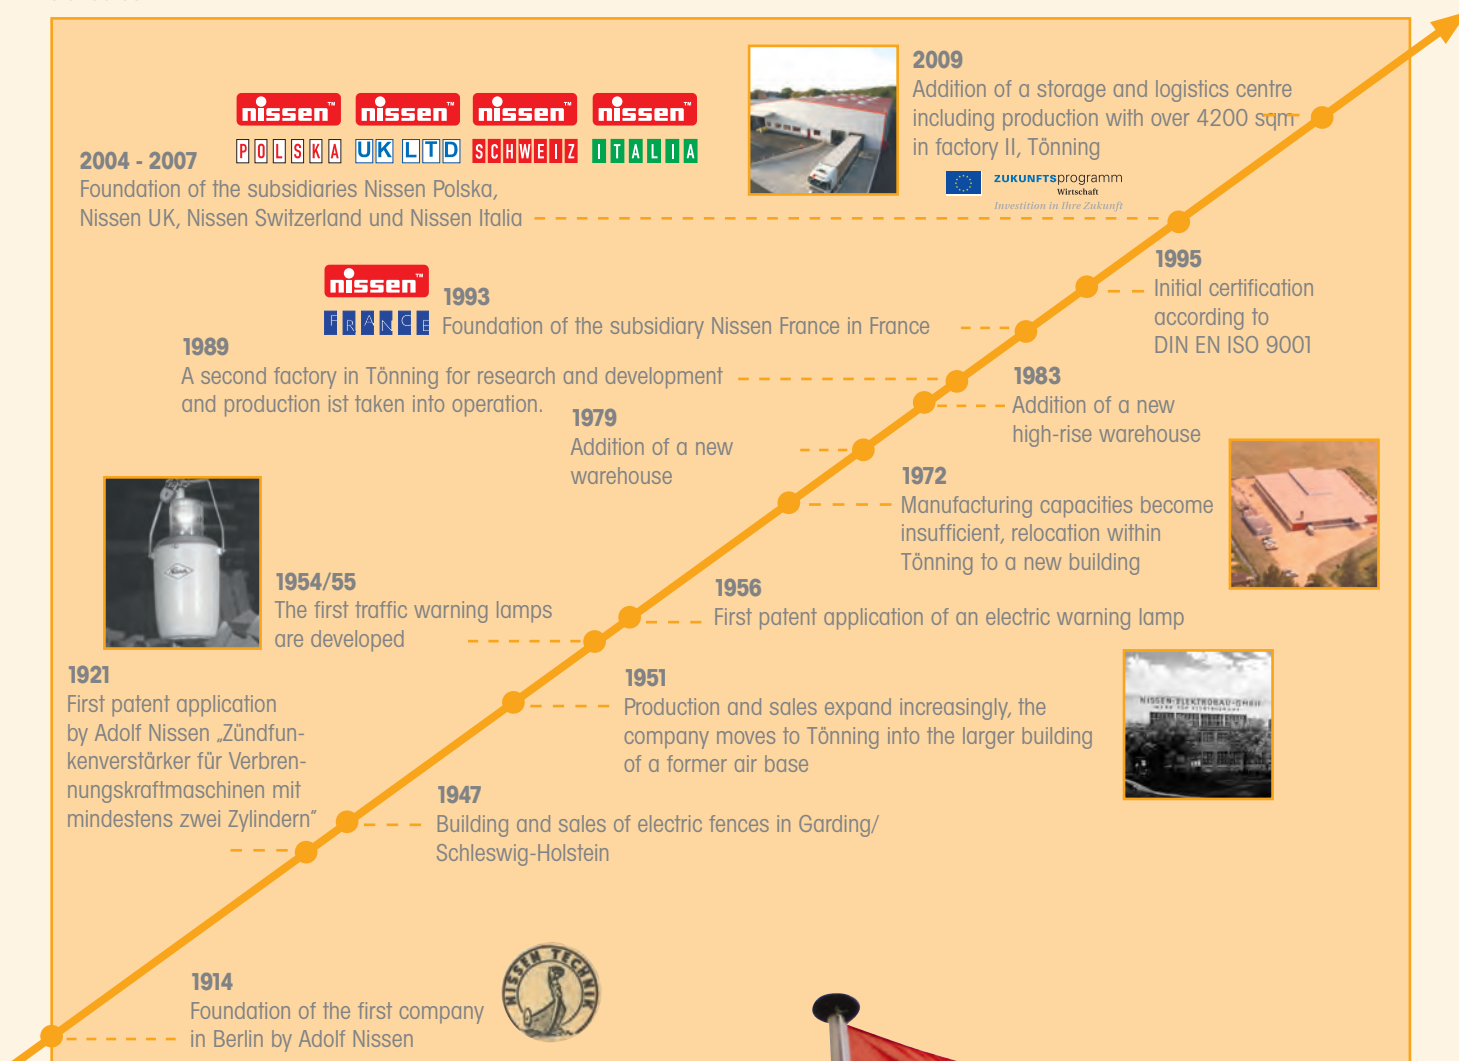 2009
Addition of a storage and logistics centre
including production with over 4200 sqm
in factory II, Tönning
ZUKUNFTSprogramm
Wirtschaft
Investition in Ihre Zukunft
nissen™
nissen™
nissen™
nissen™
POLSKA
UK LTD
SCHWEIZ
ITALIA
2004 - 2007
Foundation of the subsidiaries Nissen Polska,
Nissen UK, Nissen Switzerland und Nissen Italia
1995
Initial certification
according to
DIN EN ISO 9001
nissen™
FRANCE
1993
Foundation of the subsidiary Nissen France in France
1989
A second factory in Tönning for research and development
and production ist taken into operation.
1983
Addition of a new
high-rise warehouse
1979
Addition of a new
warehouse
1972
Manufacturing capacities become
insufficient, relocation within
Tönning to a new building
1956
First patent application of an electric warning lamp
1954/55
The first traffic warning lamps
are developed
1951
Production and sales expand increasingly, the
company moves to Tönning into the larger building
of a former air base
NISSEN-ELEKTROBAU-GMBH
1921
First patent application
by Adolf Nissen „Zündfun-
kenverstärker für Verbren-
nungskraftmaschinen mit
mindestens zwei Zylindern”
1947
Building and sales of electric fences in Garding/
Schleswig-Holstein
1914
Foundation of the first company
in Berlin by Adolf Nissen
NISSEN TECHNIK